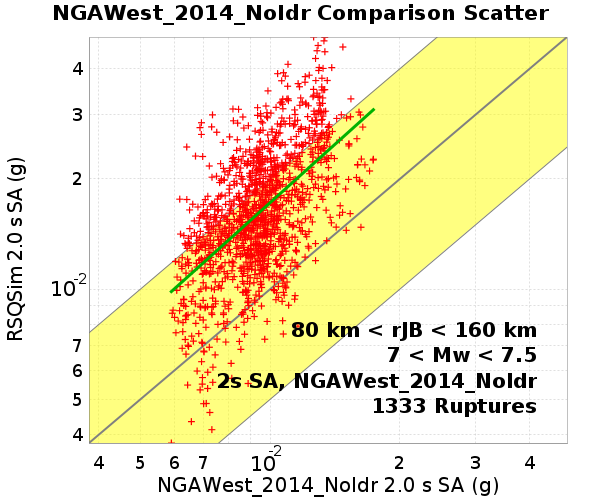 NGAWest_2014_NoIdr Comparison Scatter
RSQSim 2.0 s SA (g)
4
3
2
10⁻²
7
6
5
4
80 km < rJB < 160 km
7 < Mw < 7.5
2s SA, NGAWest_2014_NoIdr
1333 Ruptures
4 5 6 7 10⁻² 2 3 4
NGAWest_2014_NoIdr 2.0 s SA (g)